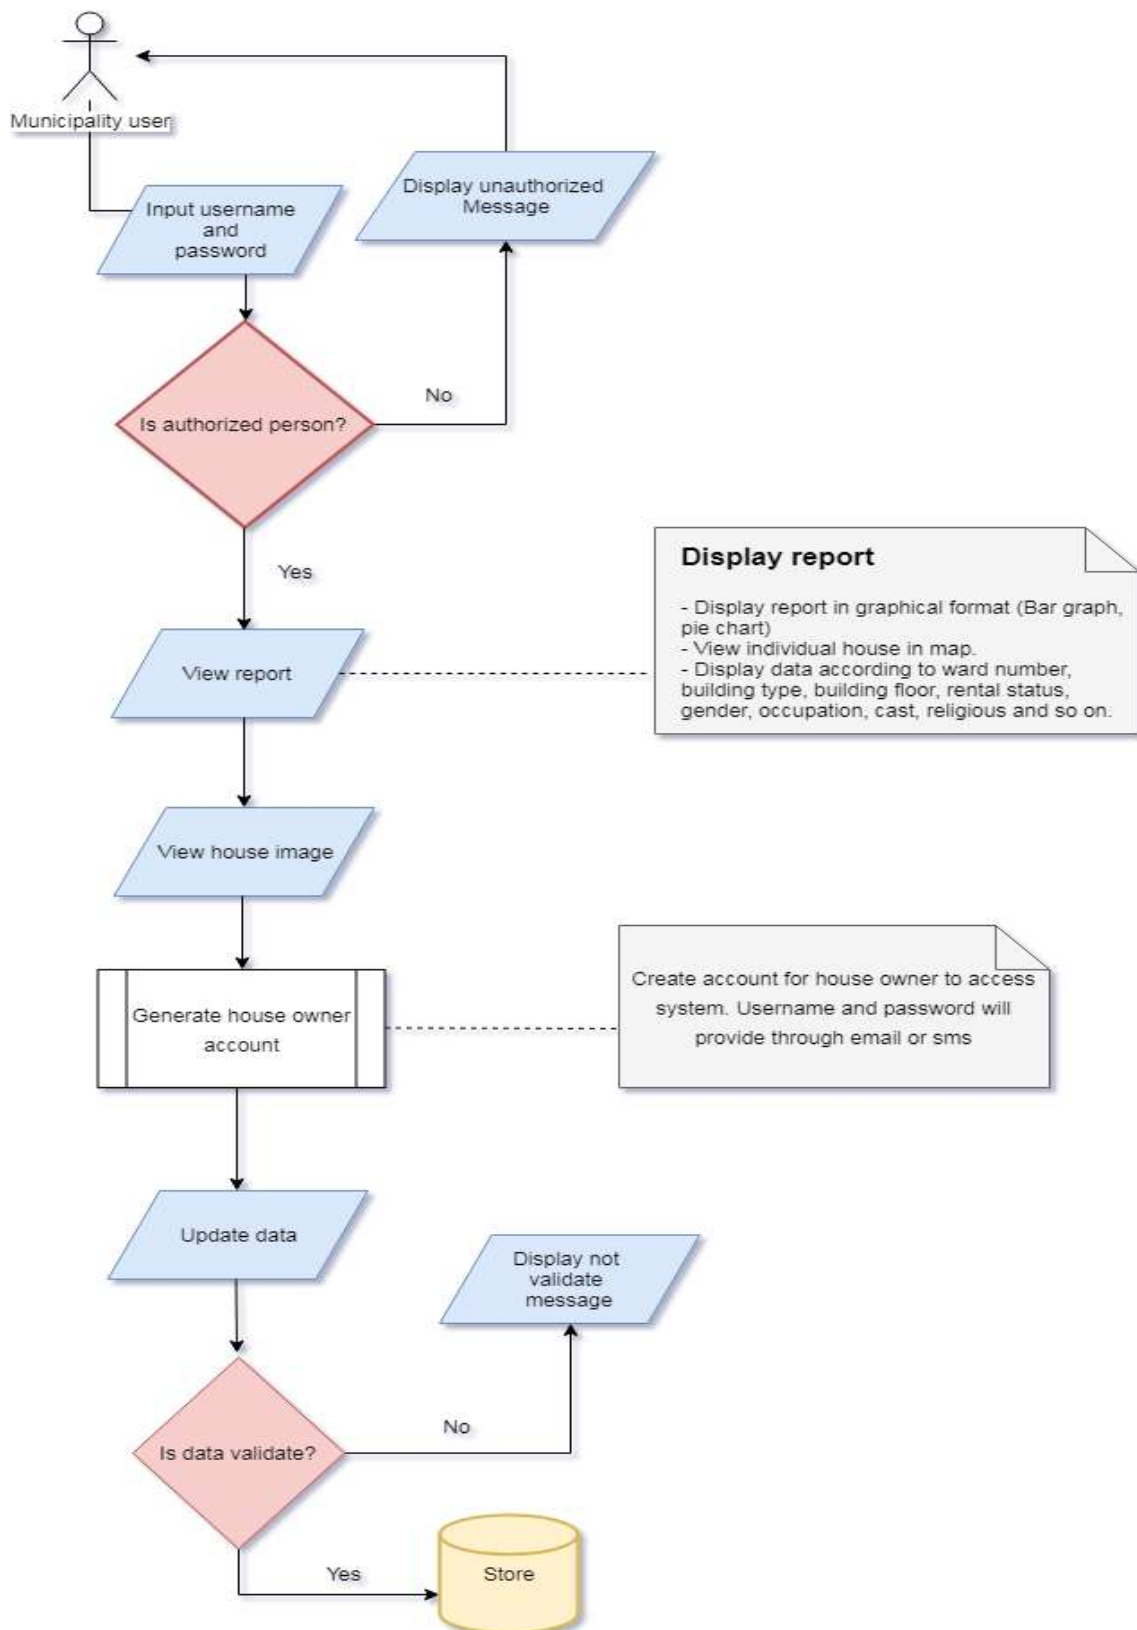 Municipality user
Display unauthorized
Message
Input username
and
password
No
Is authorized person?
Yes
Display report
- Display report in graphical format (Bar graph,
pie chart)
- View individual house in map.
- Display data according to ward number,
building type, building floor, rental status,
gender, occupation, cast, religious and so on.
View report
View house image
Create account for house owner to access
system. Username and password will
provide through email or sms
Generate house owner
account
Update data
Display not
validate
message
No
Is data validate?
Yes
Store